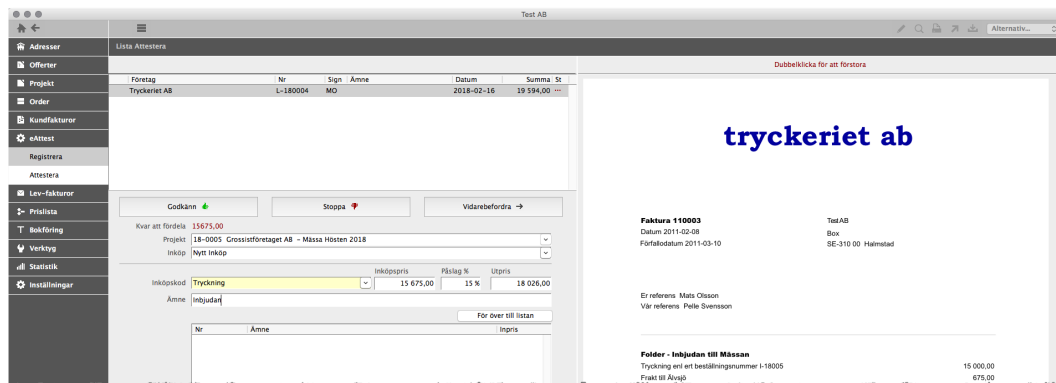 Test AB
Alternativ...
Adresser
Offerter
Projekt
Order
Kundfakturor
eAttest
Registrera
Attestera
Lev-fakturor
Prislista
Bokföring
Verktyg
Statistik
Inställningar
Lista Attestera
Företag Nr Sign Ämne Datum Summa St
Tryckeriet AB L-180004 MO 2018-02-16 19 594,00 ...
Godkänn Stoppa Vidarebefordra →
Kvar att fördela 15675,00
Projekt 18-0005 Grossistföretaget AB - Mässa Hösten 2018
Inköp Nytt Inköp
Inköpspris Påslag % Utpris
Inköpskod Tryckning 15 675,00 15 % 18 026,00
Ämne Inbjudan
För över till listan
Nr Ämne Inpris
Dubbelklicka för att förstora
tryckeriet ab
Faktura 110003 TestAB
Datum 2011-02-08 Box
Förfallodatum 2011-03-10 SE-310 00 Halmstad
Er referens Mats Olsson
Vår referens Pelle Svensson
Folder - Inbjudan till Mässan
Tryckning enl ert beställningsnummer I-18005 15 000,00
Frakt till Älvsjö 675,00